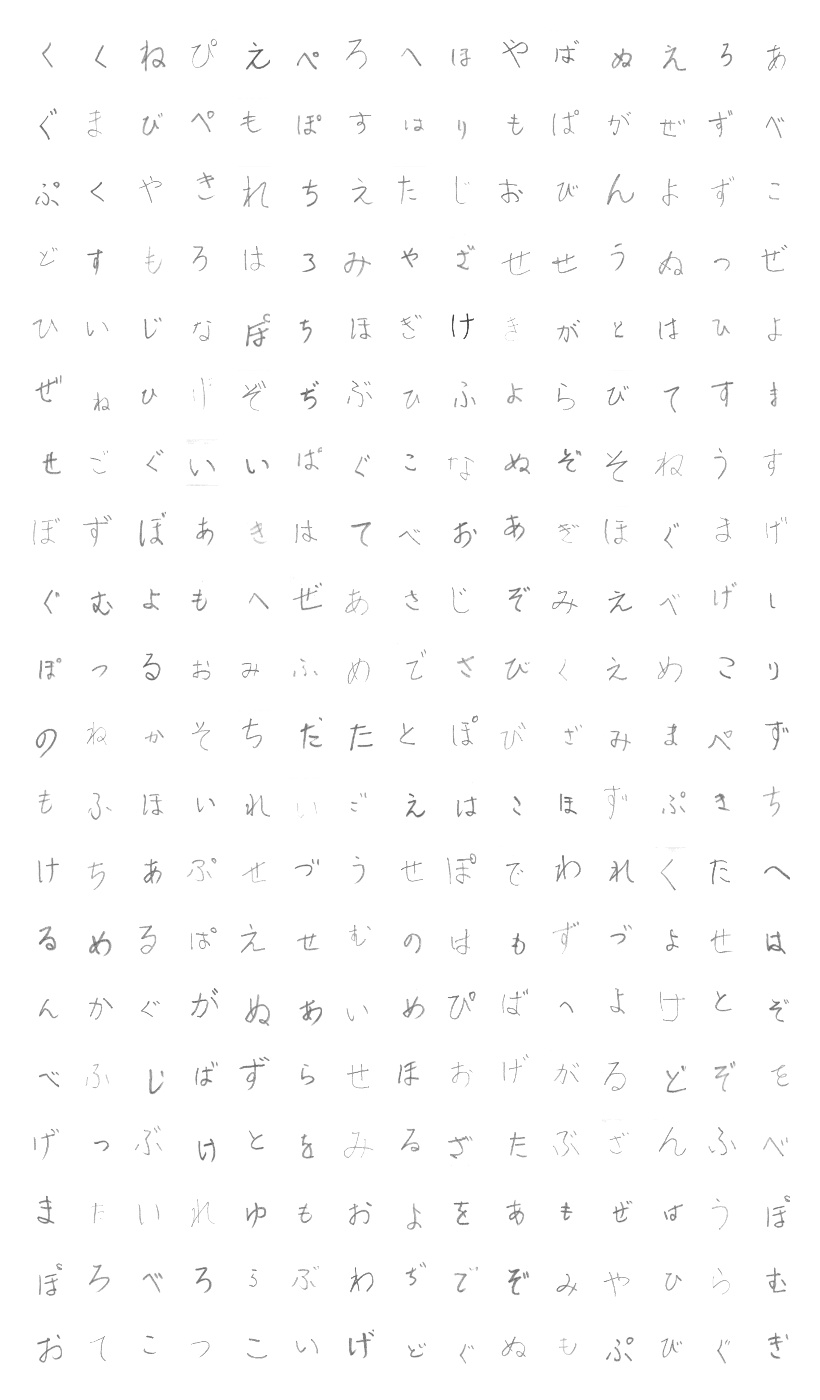 くくねぴえぺろへほやばぬえろあ
ぐまびぺもぽすはりもぱがぜずべ
ぷくやきれちえたじおびんよずこ
どすもろはろみやざせせうぬっぜ
ひいじなぽちほぎけきがとはひよ
ぜねひりぞぢぶひふよらびてすま
せごぐいいぱぐこなぬぞそねうす
ぼずぼあきはてべおあぎほぐまげ
ぐむよもへぜあさじぞみえべげし
ぽつるおみふめでさびくえめこり
のねかそちだたとぽびざみまぺず
もふほいれいごえはこほずぷきち
けちあぷせづうせぽでわれくたへ
るめるぱえせむのはもずづよせは
んかぐがぬあいめぴばへよけとぞ
べふじばずらせほおげがるどぞを
げつぶけとをみるざたぶざんふべ
またいれゆもおよをあもぜはうぽ
ぽろべろうぶわぢでぞみやひらむ
おてこつこいげどぐぬもぷびぐぎ